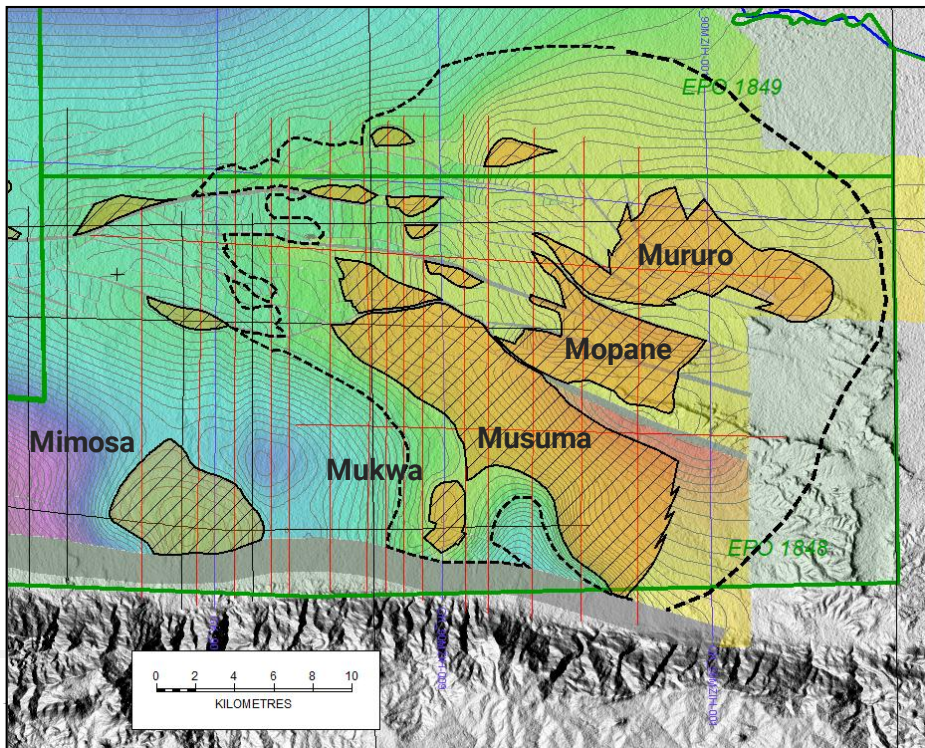 EPO 1849
Mururo
Mopane
Mimosa
Mukwa
Musuma
EPO 1848
0 2 4 6 8 10
KILOMETRES